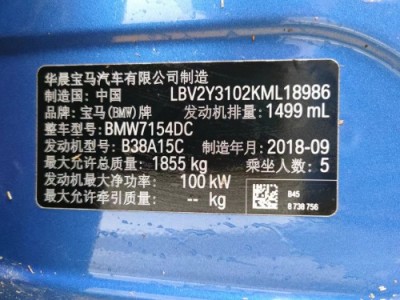 华晨宝马汽车有限公司制造
制造国：中国 LBV2Y3102KML18986
品牌：宝马(BMW)牌 发动机排量：1499 mL
整车型号：BMW7154DC
发动机型号：B38A15C 制造年月：2018-09
最大允许总质量：1855 kg 乘坐人数：5
发动机最大净功率：100 kW
最大允许牵引质量：-- kg
B45
8 738 756